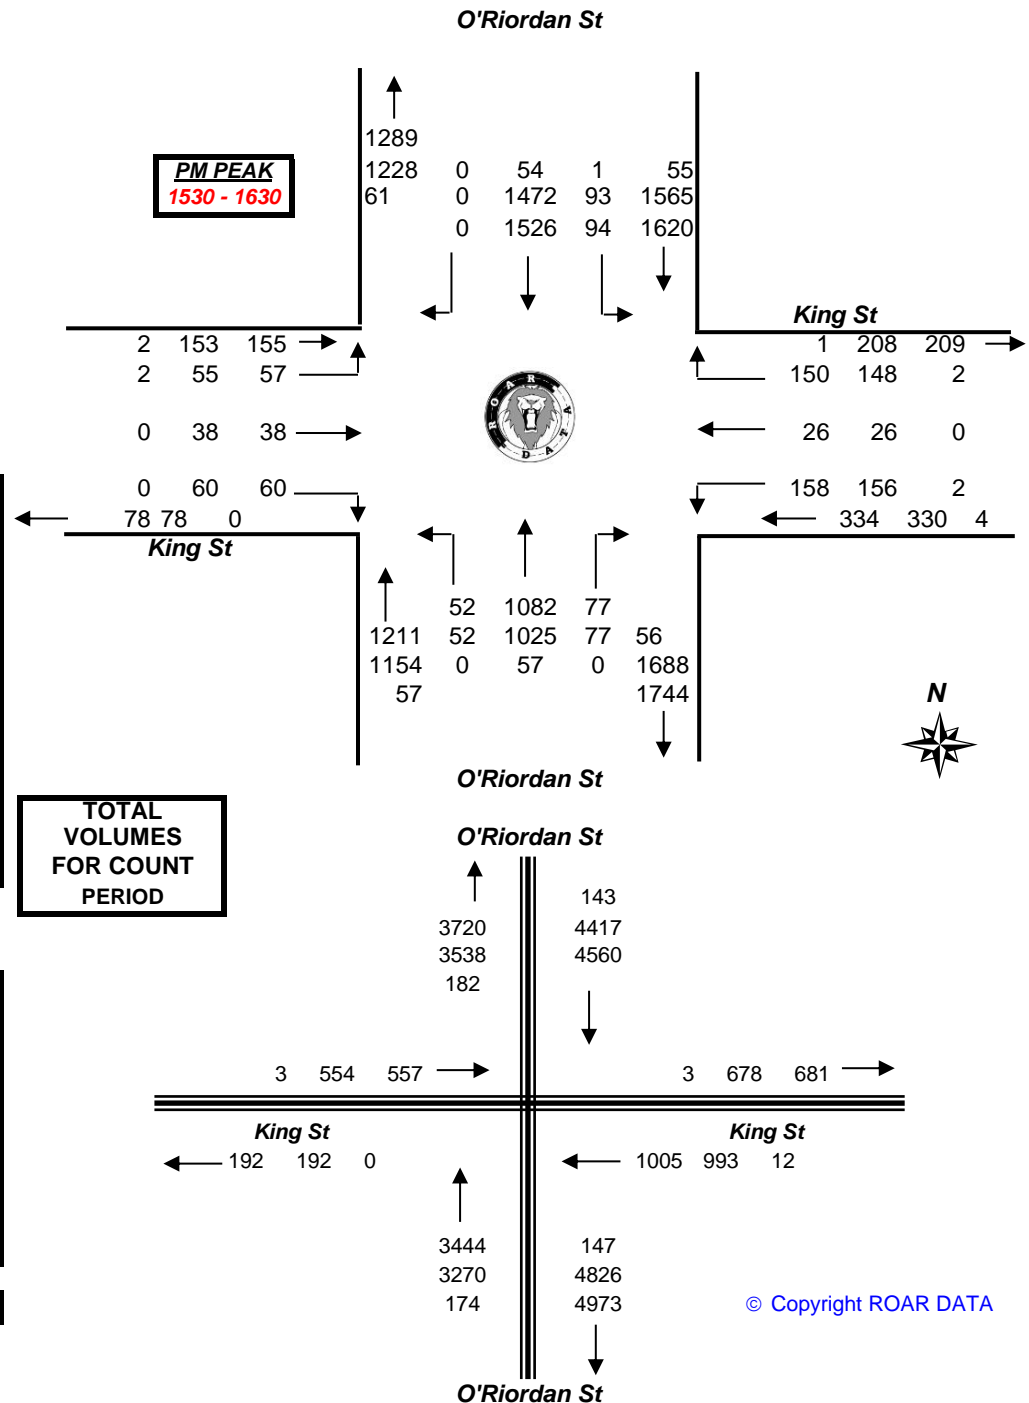 O'Riordan St
1289
PM PEAK
1228 0 54 1 55
1530 - 1630
61 0 1472 93 1565
0 1526 94 1620
King St
2 153 155
1 208 209
2 55 57
150 148 2
ROAR DATA
0 38 38
26 26 0
0 60 60
158 156 2
78 78 0
334 330 4
King St
52 1082 77
1211 52 1025 77 56
1154 0 57 0 1688
57 1744
N
O'Riordan St
TOTAL
VOLUMES
FOR COUNT
PERIOD
O'Riordan St
143
3720 4417
3538 4560
182
3 554 557
3 678 681
King St
King St
192 192 0
1005 993 12
3444 147
3270 4826
174 4973
© Copyright ROAR DATA
O'Riordan St